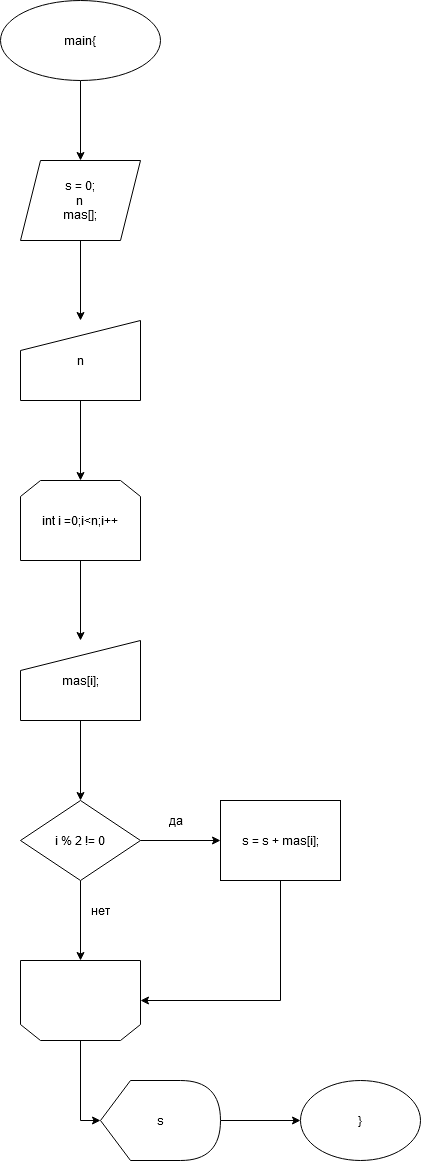 main{
s = 0;
n
mas[];
n
int i =0;i<n;i++
mas[i];
i % 2 != 0
да
s = s + mas[i];
нет
s
}